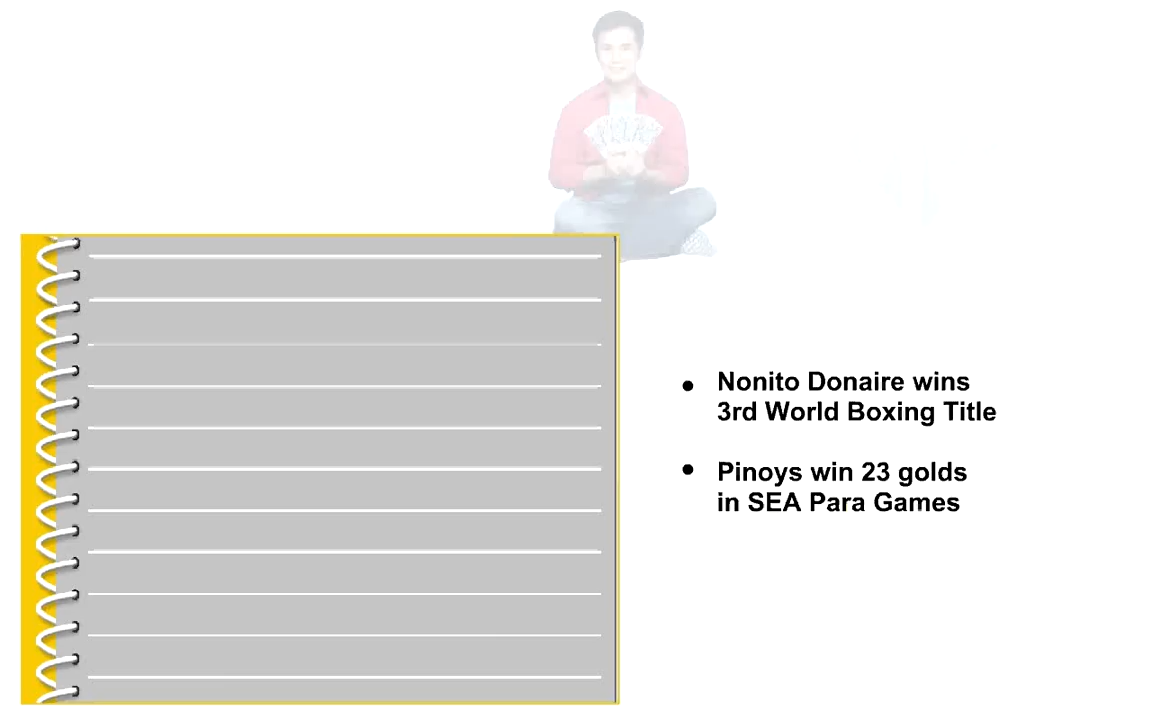 Nonito Donaire wins
3rd World Boxing Title
Pinoys win 23 golds
in SEA Para Games